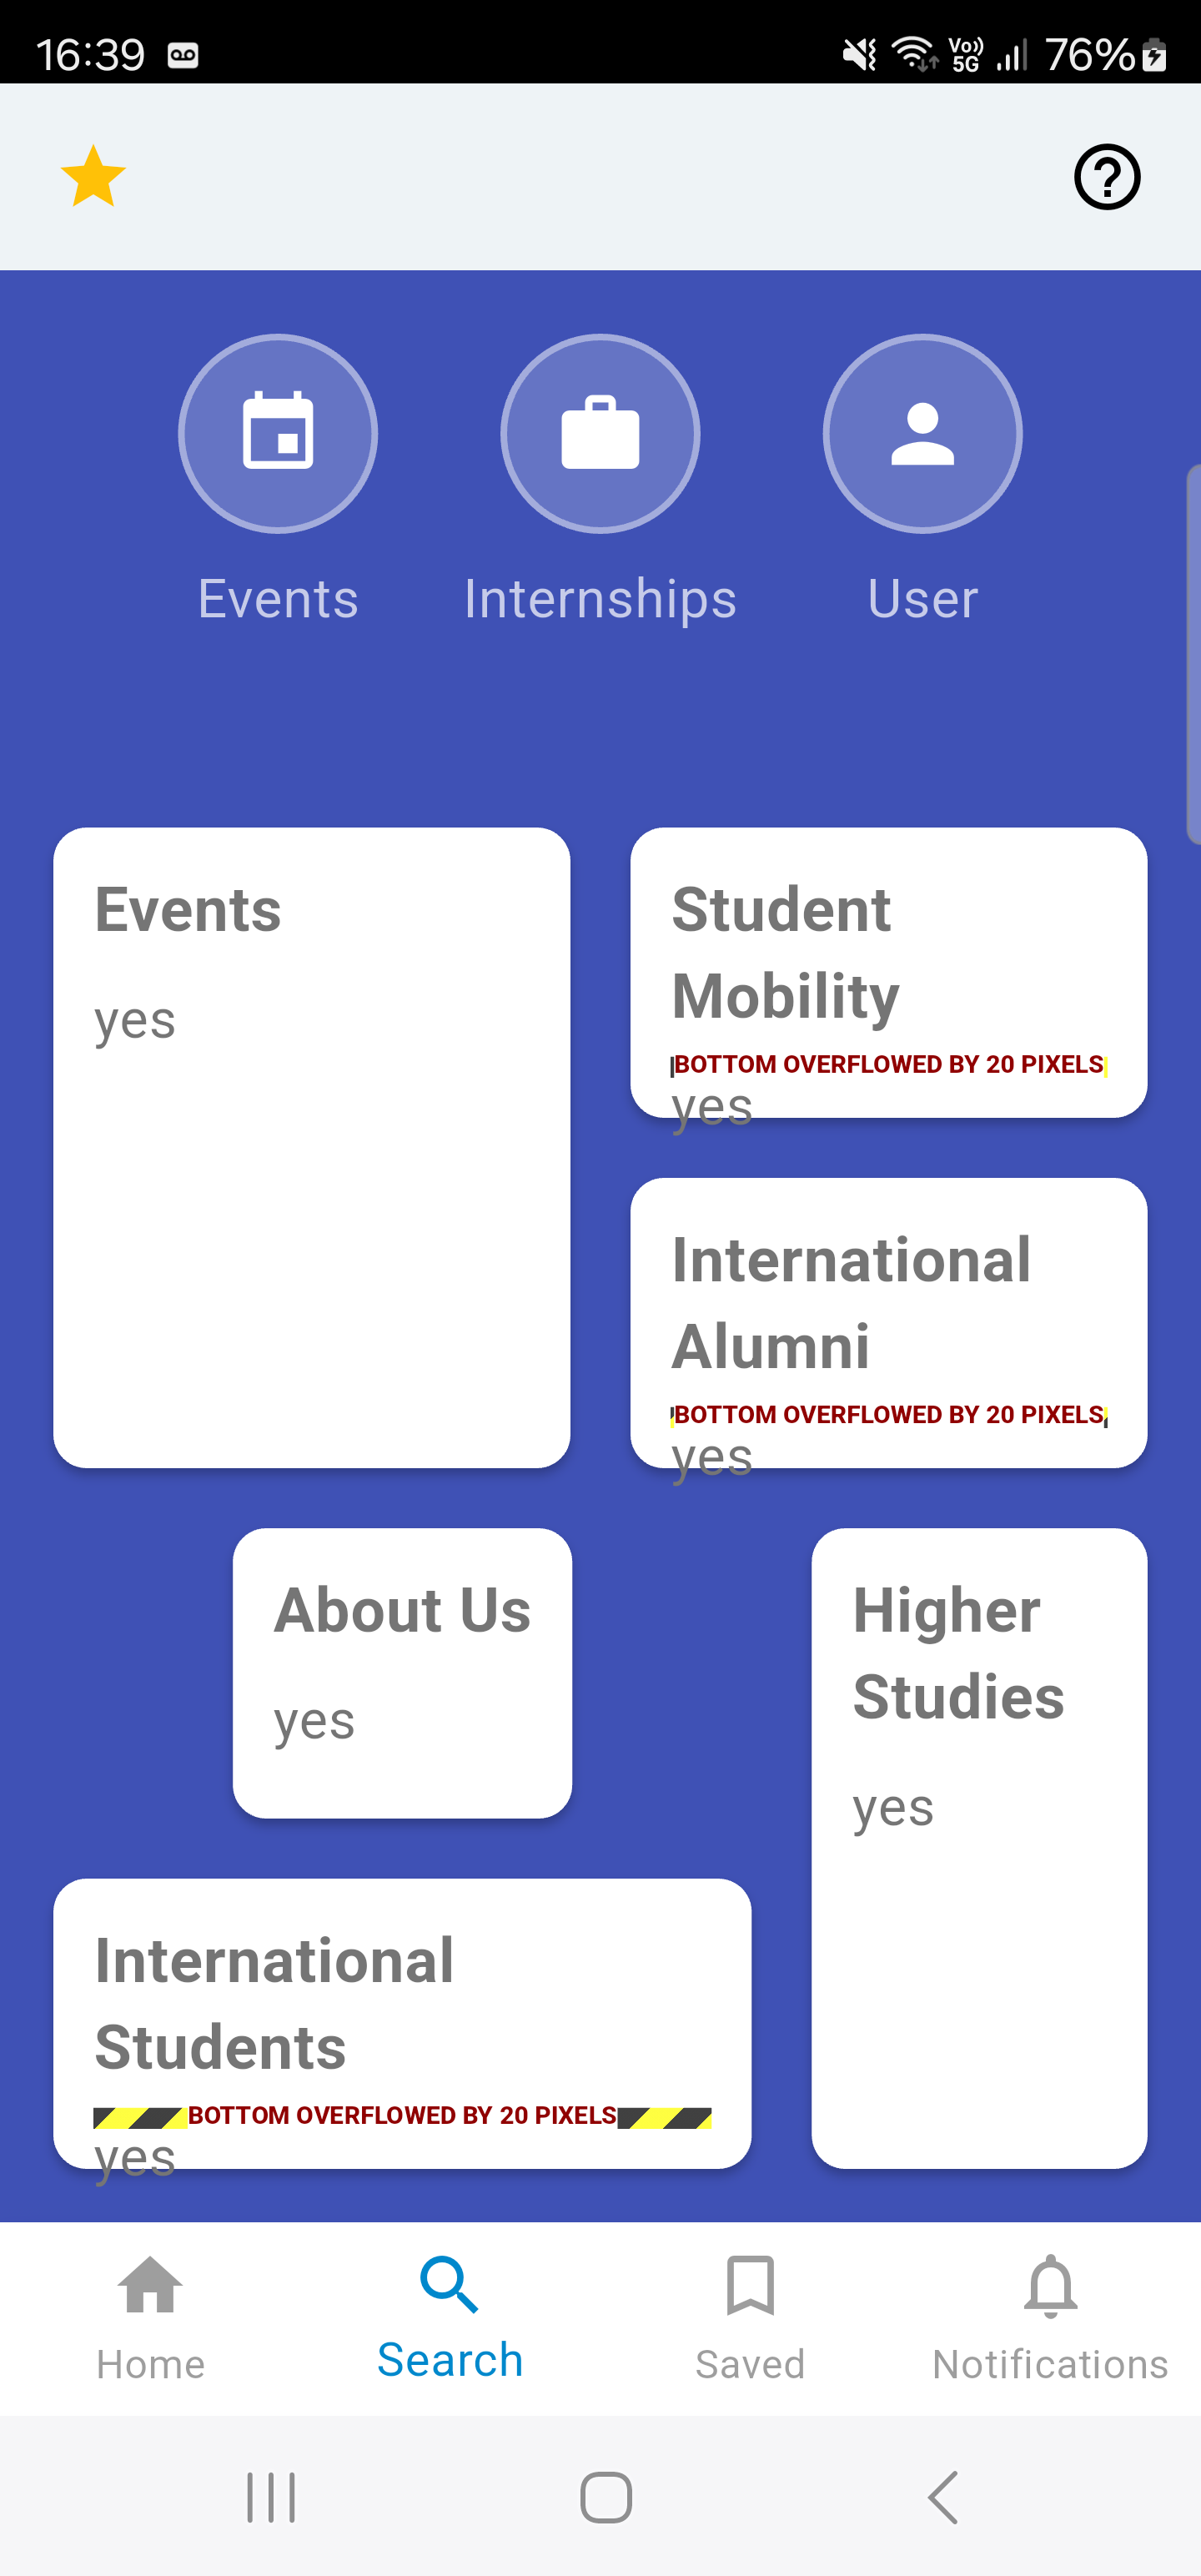 16:39
Vo))
5G
76%
Events Internships User
Events
yes
Student
Mobility
BOTTOM OVERFLOWED BY 20 PIXELS
yes
International
Alumni
BOTTOM OVERFLOWED BY 20 PIXELS
yes
About Us
yes
Higher
Studies
yes
International
Students
BOTTOM OVERFLOWED BY 20 PIXELS
yes
Home Search Saved Notifications